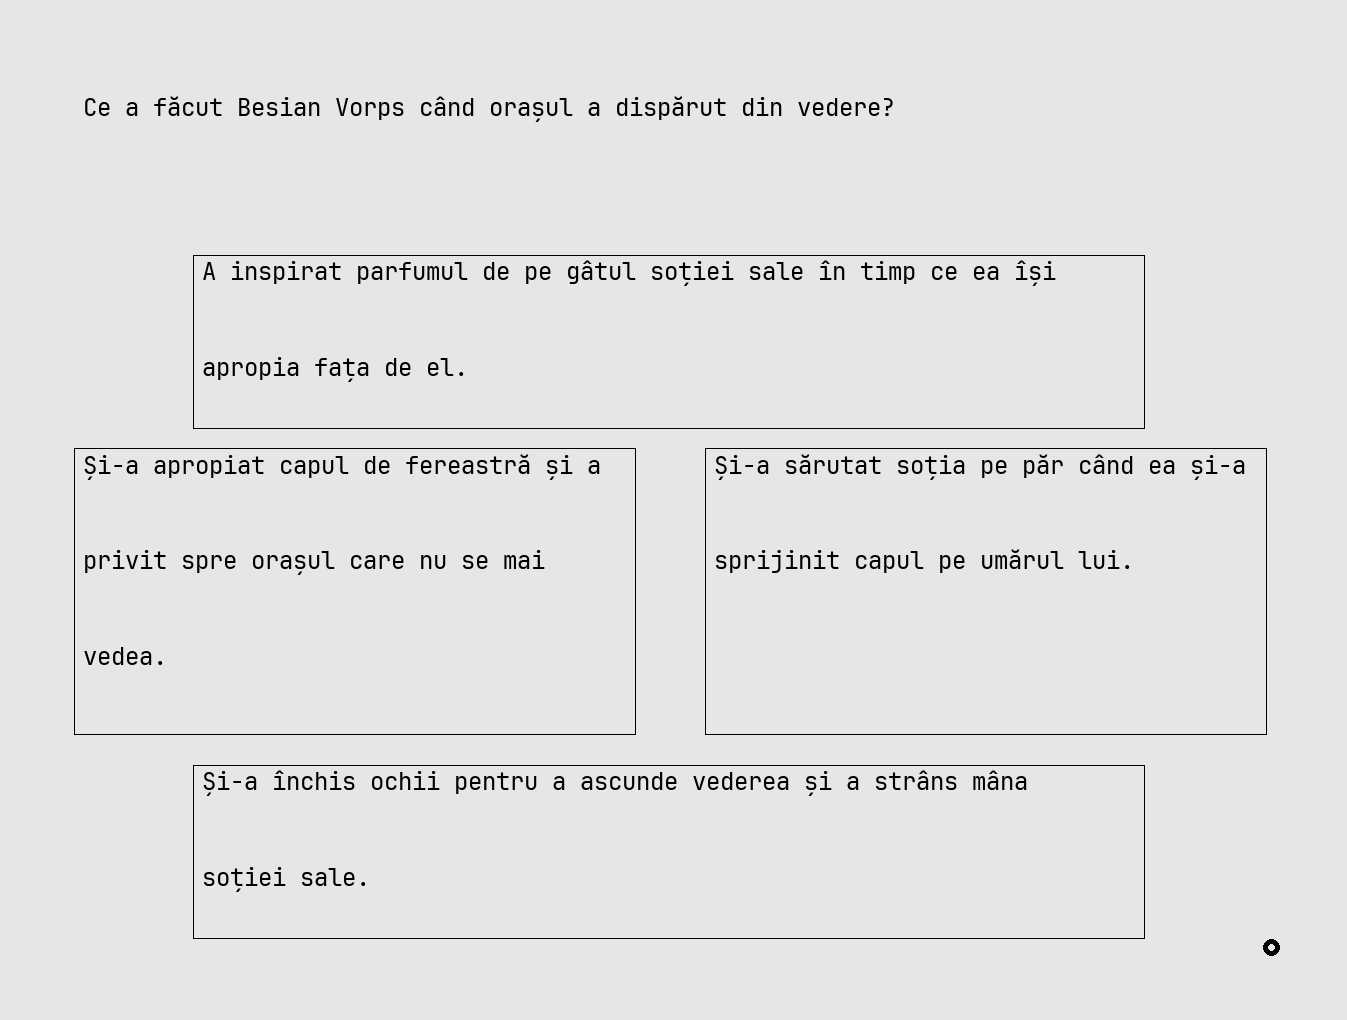 Ce a făcut Besian Vorps când orașul a dispărut din vedere?
A inspirat parfumul de pe gâtul soției sale în timp ce ea își
apropia fața de el.
Și-a apropiat capul de fereastră și a
privit spre orașul care nu se mai
vedea.
Și-a sărutat soția pe păr când ea și-a
sprijinit capul pe umărul lui.
Și-a închis ochii pentru a ascunde vederea și a strâns mâna
soției sale.